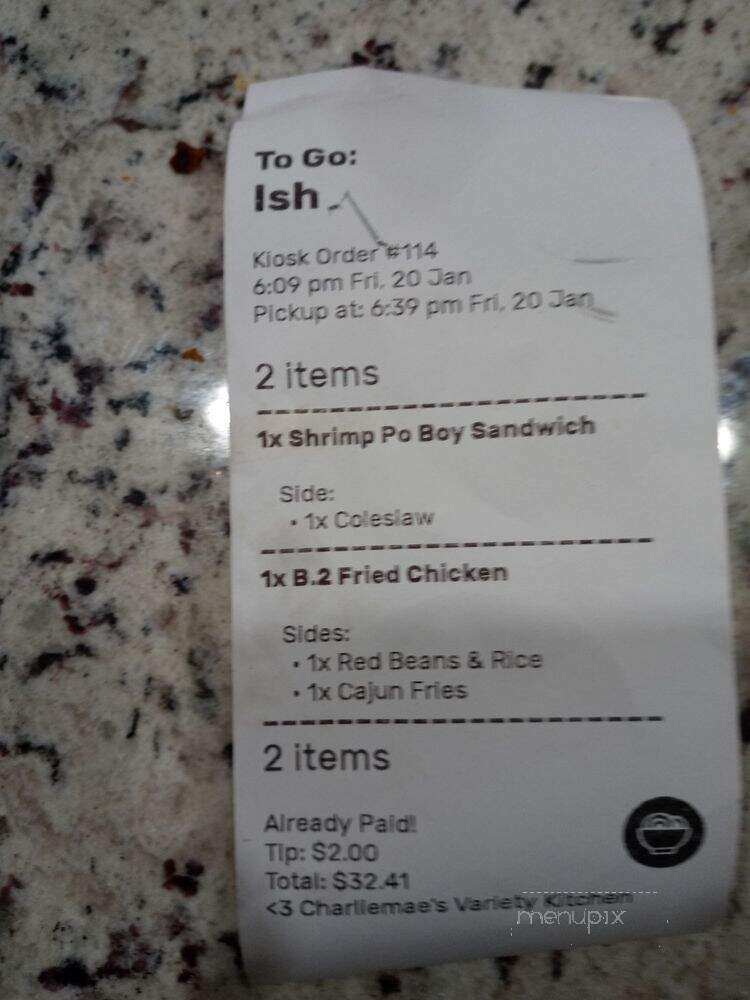 To Go:
Ish
Kiosk Order #114
6:09 pm Fri, 20 Jan
Pickup at: 6:39 pm Fri, 20 Jan
2 items
1x Shrimp Po Boy Sandwich
Side:
• 1x Coleslaw
1x B.2 Fried Chicken
Sides:
• 1x Red Beans & Rice
• 1x Cajun Fries
2 items
Already Paid!
Tip: $2.00
Total: $32.41
<3 Charliemae's Variety Kitchen
menupix